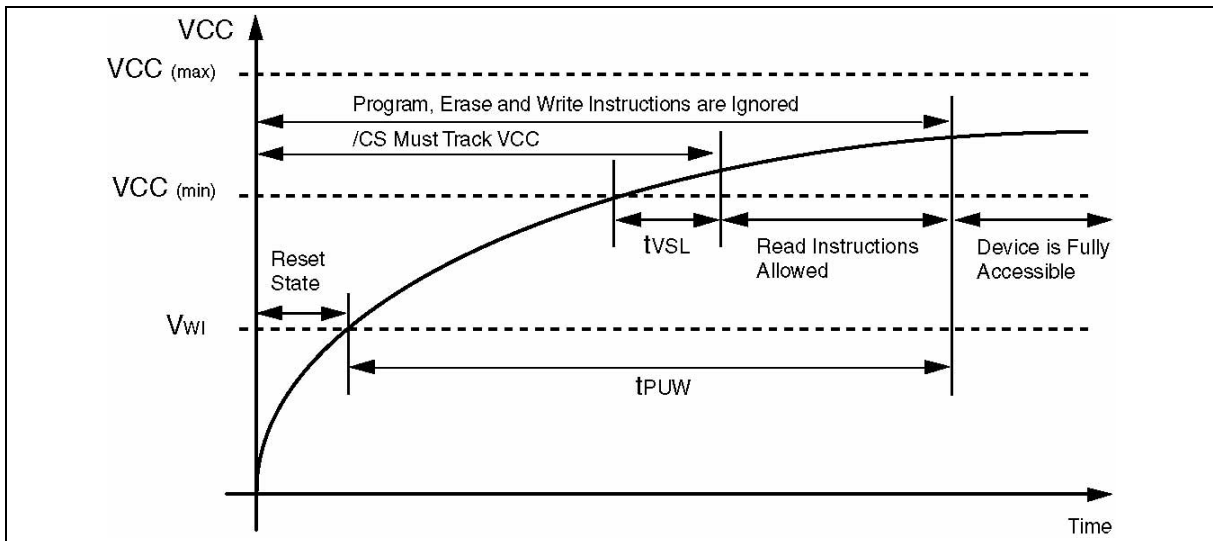 VCC
VCC (max)
Program, Erase and Write Instructions are Ignored
/CS Must Track VCC
VCC (min)
tVSL
Read Instructions
Allowed
Device is Fully
Accessible
Reset
State
VWI
tPUW
Time